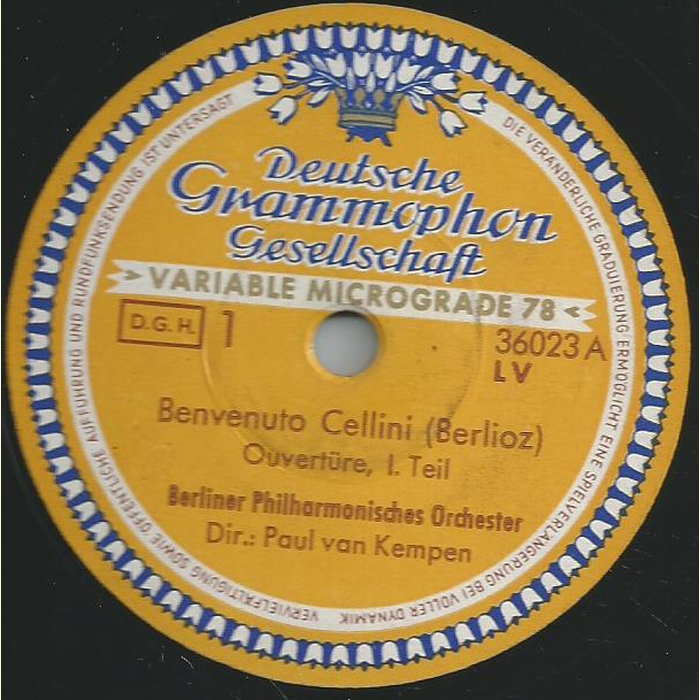 Deutsche
Grammophon
Gesellschaft
> VARIABLE MICROGRADE 78 <
D.G.H. 1
36023 A
LV
Benvenuto Cellini (Berlioz)
Ouvertüre, I. Teil
Berliner Philharmonisches Orchester
Dir.: Paul van Kempen
DIE VERÄNDERLICHE GRADUIERUNG ERMÖGLICHT EINE SPIELVERLÄNGERUNG BEI VOLLER DYNAMIK
VERVIELFÄLTIGUNG SOWIE ÖFFENTLICHE AUFFÜHRUNG UND RUNDFUNKSENDUNG IST UNTERSAGT